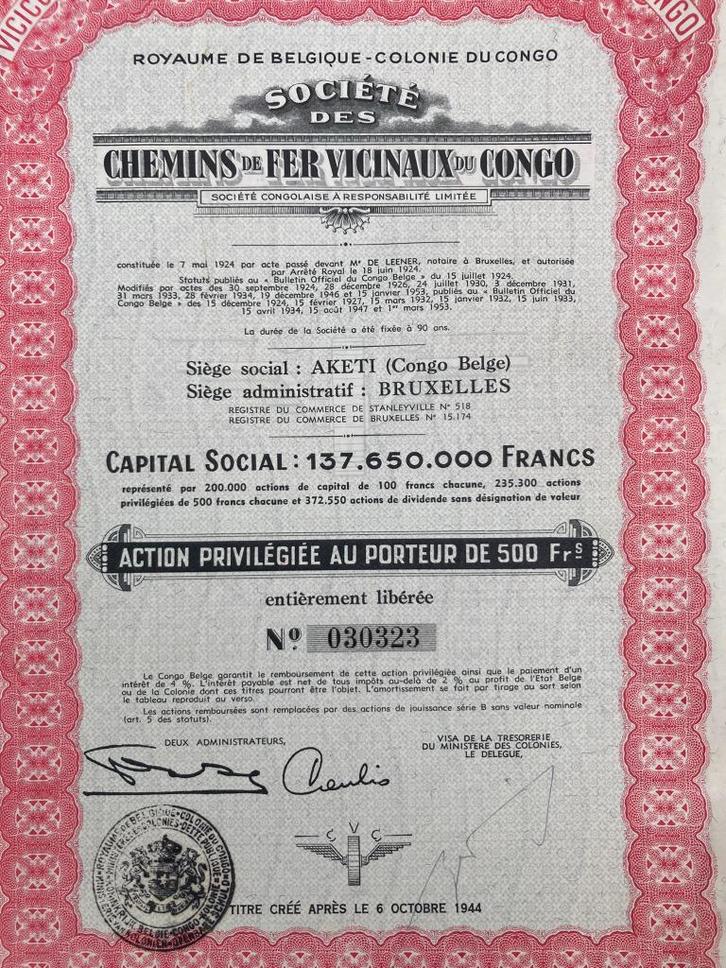 VICICO
CONGO
ROYAUME DE BELGIQUE - COLONIE DU CONGO
SOCIÉTÉ
DES
CHEMINS DE FER VICINAUX DU CONGO
SOCIÉTÉ CONGOLAISE À RESPONSABILITÉ LIMITÉE
constituée le 7 mai 1924 par acte passé devant Me DE LEENER, notaire à Bruxelles, et autorisée
par Arrêté Royal le 18 juin 1924.
Statuts publiés au « Bulletin Officiel du Congo Belge » du 15 juillet 1924.
Modifiés par actes des 30 septembre 1924, 28 décembre 1926, 24 juillet 1930, 3 décembre 1931,
31 mars 1933, 28 février 1934, 19 décembre 1946 et 15 janvier 1953, publiés au « Bulletin Officiel du
Congo Belge » des 15 décembre 1924, 15 février 1927, 15 mars 1932, 15 janvier 1932, 15 juin 1933,
15 avril 1934, 15 août 1947 et 1er mars 1953.
La durée de la Société a été fixée à 90 ans.
Siège social : AKETI (Congo Belge)
Siège administratif : BRUXELLES
REGISTRE DU COMMERCE DE STANLEYVILLE N° 518
REGISTRE DU COMMERCE DE BRUXELLES N° 15.174
CAPITAL SOCIAL : 137.650.000 FRANCS
représenté par 200.000 actions de capital de 100 francs chacune, 235.300 actions
privilégiées de 500 francs chacune et 372.550 actions de dividende sans désignation de valeur
ACTION PRIVILÉGIÉE AU PORTEUR DE 500 Frs
entièrement libérée
No 030323
Le Congo Belge garantit le remboursement de cette action privilégiée ainsi que le paiement d'un
intérêt de 4 %. L'intérêt payable est net de tous impôts au-delà de 2 % au profit de l'Etat Belge
ou de la Colonie dont ces titres pourront être l'objet. L'amortissement se fait par tirage au sort selon
le tableau reproduit au verso.
Les actions remboursées sont remplacées par des actions de jouissance série B sans valeur nominale
(art. 5 des statuts).
DEUX ADMINISTRATEURS,
VISA DE LA TRESORERIE
DU MINISTERE DES COLONIES,
LE DELEGUE,
C V C
ROYAUME DE BELGIQUE • COLONIE DU CONGO
MINISTERE DES COLONIES • DETTE PUBLIQUE
TITRE CRÉÉ APRÈS LE 6 OCTOBRE 1944